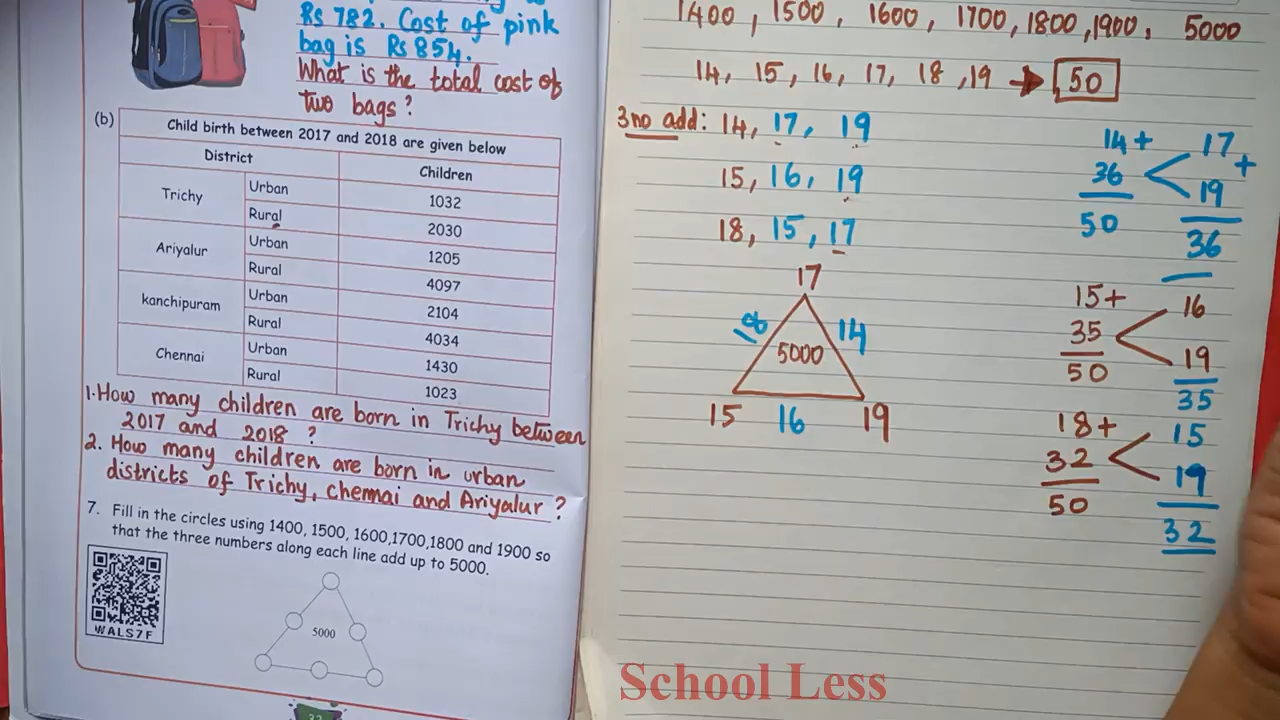 Rs 782. Cost of pink
bag is Rs 854.
What is the total cost of
two bags?
(b)
Child birth between 2017 and 2018 are given below
District Children
Trichy Urban 1032
Rural 2030
Ariyalur Urban 1205
Rural 4097
kanchipuram Urban 2104
Rural 4034
Chennai Urban 1430
Rural 1023
1. How many children are born in Trichy between
2017 and 2018 ?
2. How many children are born in urban
districts of Trichy, chennai and Ariyalur ?
7. Fill in the circles using 1400, 1500, 1600,1700,1800 and 1900 so
that the three numbers along each line add up to 5000.
WALS7F
5000
1400, 1500, 1600, 1700, 1800, 1900, 5000
14, 15, 16, 17, 18, 19 → 50
3 no add: 14, 17, 19
15, 16, 19
18, 15, 17
17
18 14
5000
15 16 19
14+
36
50
17
+
19
36
15+
35
50
16
19
35
18+
32
50
15
19
32
School Less